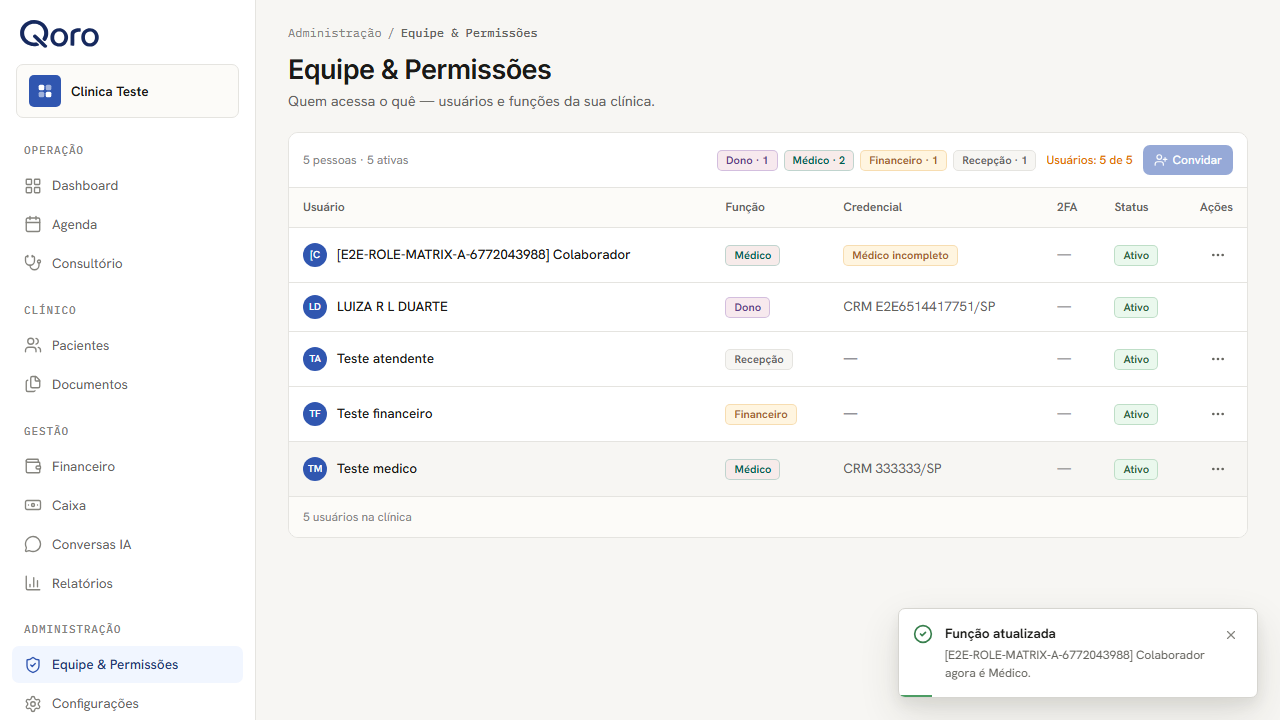 Qoro
Clinica Teste
OPERAÇÃO
Dashboard
Agenda
Consultório
CLÍNICO
Pacientes
Documentos
GESTÃO
Financeiro
Caixa
Conversas IA
Relatórios
ADMINISTRAÇÃO
Equipe & Permissões
Configurações
Administração / Equipe & Permissões
Equipe & Permissões
Quem acessa o quê — usuários e funções da sua clínica.
5 pessoas · 5 ativas Dono · 1 Médico · 2 Financeiro · 1 Recepção · 1 Usuários: 5 de 5 Convidar
Usuário Função Credencial 2FA Status Ações
[C [E2E-ROLE-MATRIX-A-6772043988] Colaborador Médico Médico incompleto — Ativo ···
LD LUIZA R L DUARTE Dono CRM E2E6514417751/SP — Ativo
TA Teste atendente Recepção — — Ativo ···
TF Teste financeiro Financeiro — — Ativo ···
TM Teste medico Médico CRM 333333/SP — Ativo ···
5 usuários na clínica
Função atualizada
[E2E-ROLE-MATRIX-A-6772043988] Colaborador
agora é Médico.